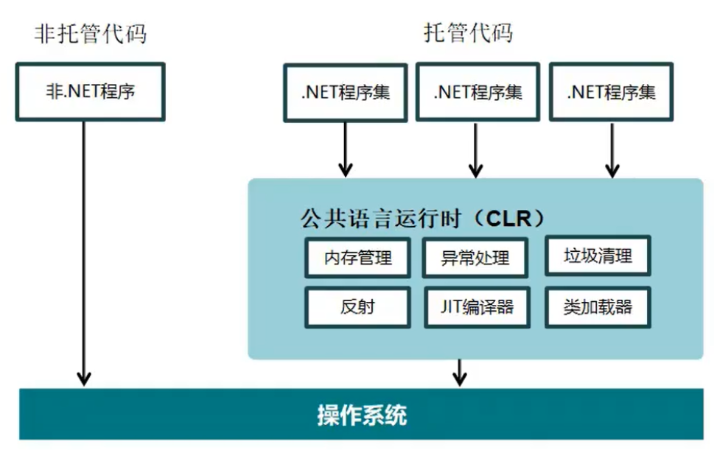 非托管代码
托管代码
非.NET程序
.NET程序集
.NET程序集
.NET程序集
公共语言运行时（CLR）
内存管理
异常处理
垃圾清理
反射
JIT编译器
类加载器
操作系统